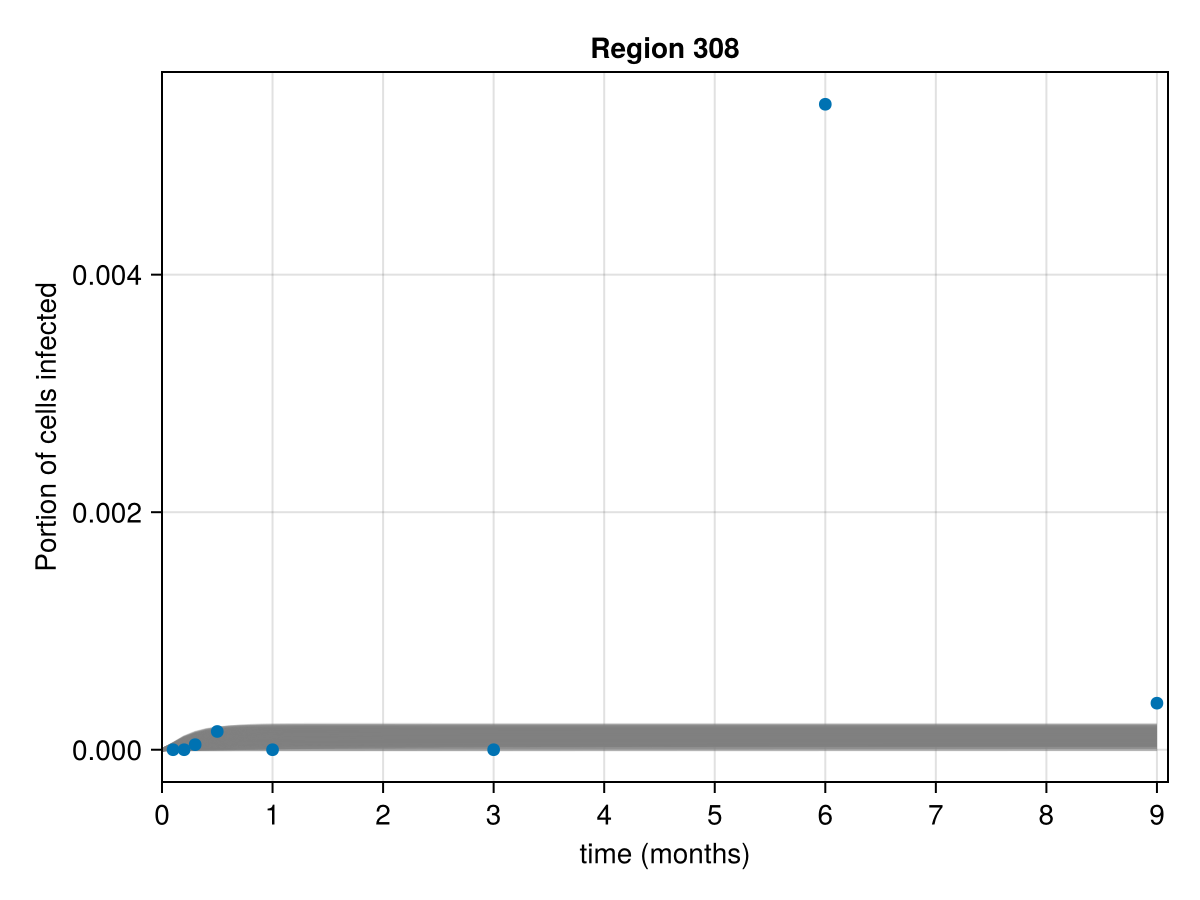 Region 308
Portion of cells infected
0.004
0.002
0.000
0 1 2 3 4 5 6 7 8 9
time (months)